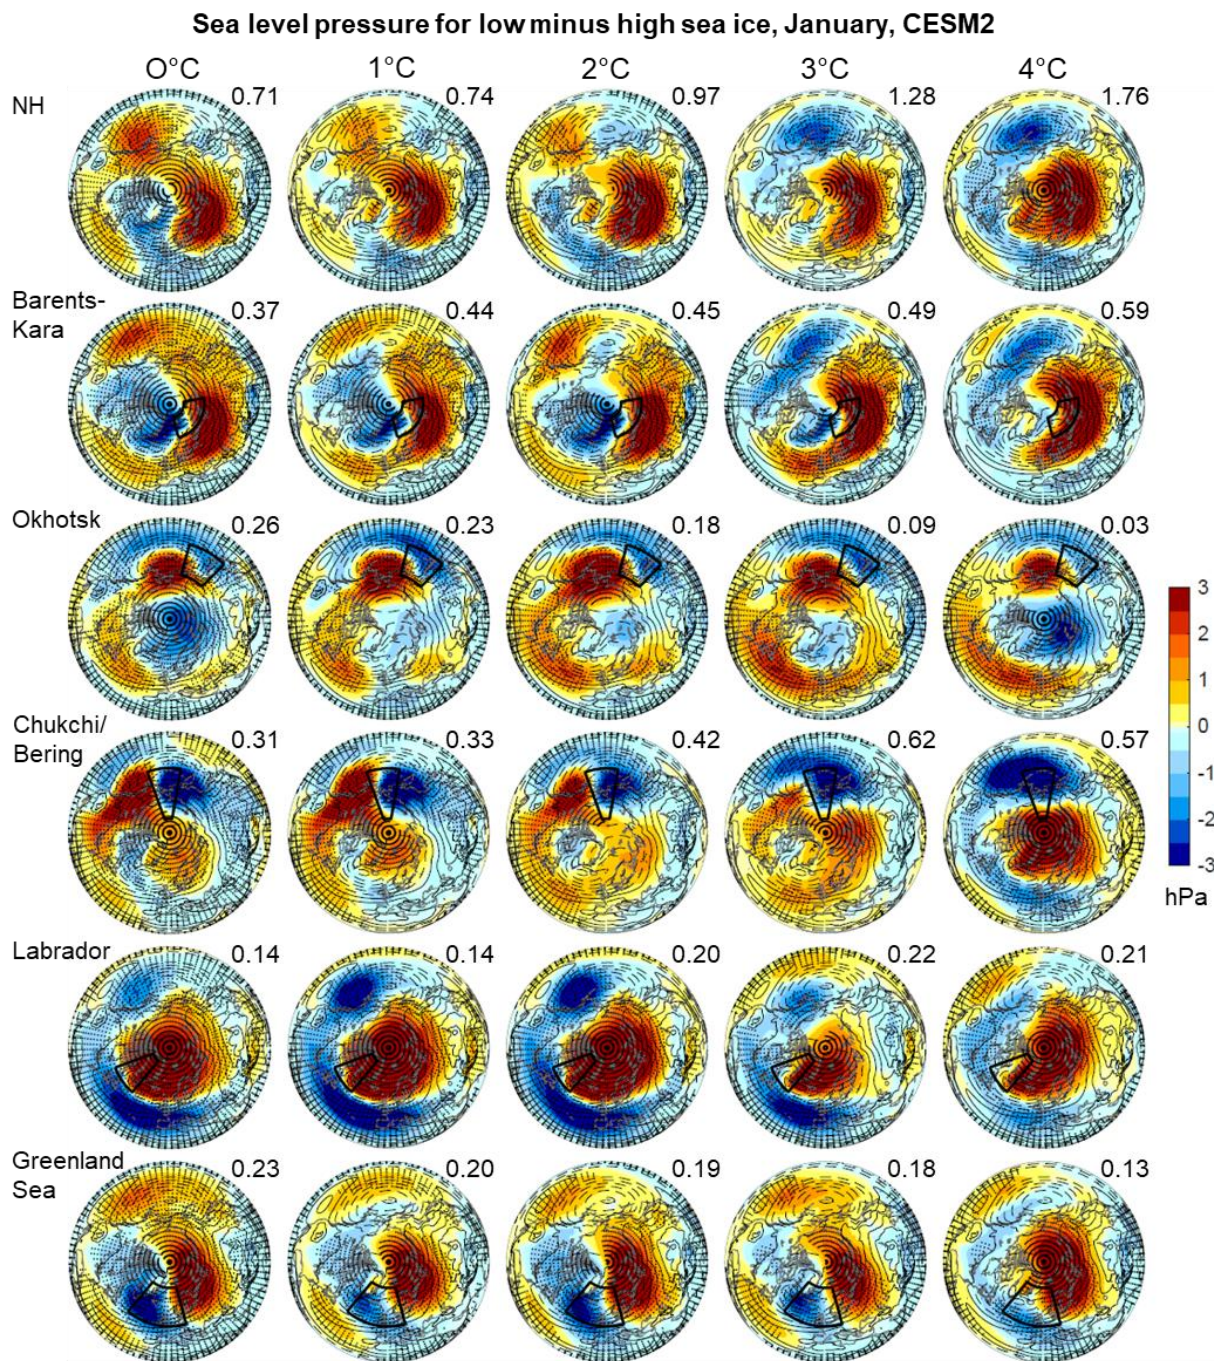 Sea level pressure for low minus high sea ice, January, CESM2
O°C 1°C 2°C 3°C 4°C
NH 0.71 0.74 0.97 1.28 1.76
Barents-
Kara 0.37 0.44 0.45 0.49 0.59
Okhotsk 0.26 0.23 0.18 0.09 0.03
Chukchi/
Bering 0.31 0.33 0.42 0.62 0.57
Labrador 0.14 0.14 0.20 0.22 0.21
Greenland
Sea 0.23 0.20 0.19 0.18 0.13
3
2
1
0
-1
-2
-3
hPa